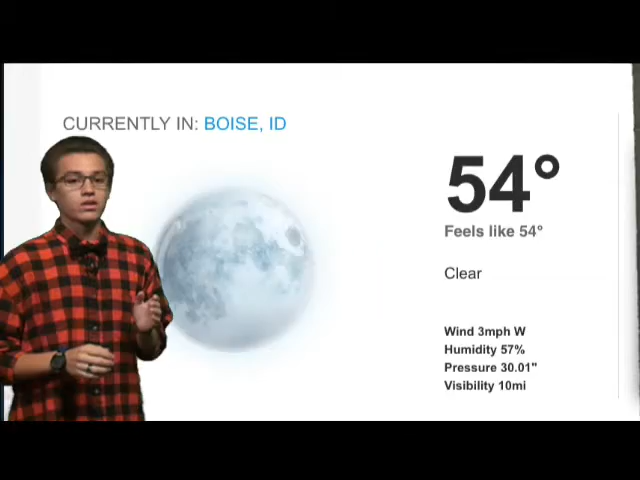 CURRENTLY IN: BOISE, ID
54°
Feels like 54°
Clear
Wind 3mph W
Humidity 57%
Pressure 30.01"
Visibility 10mi